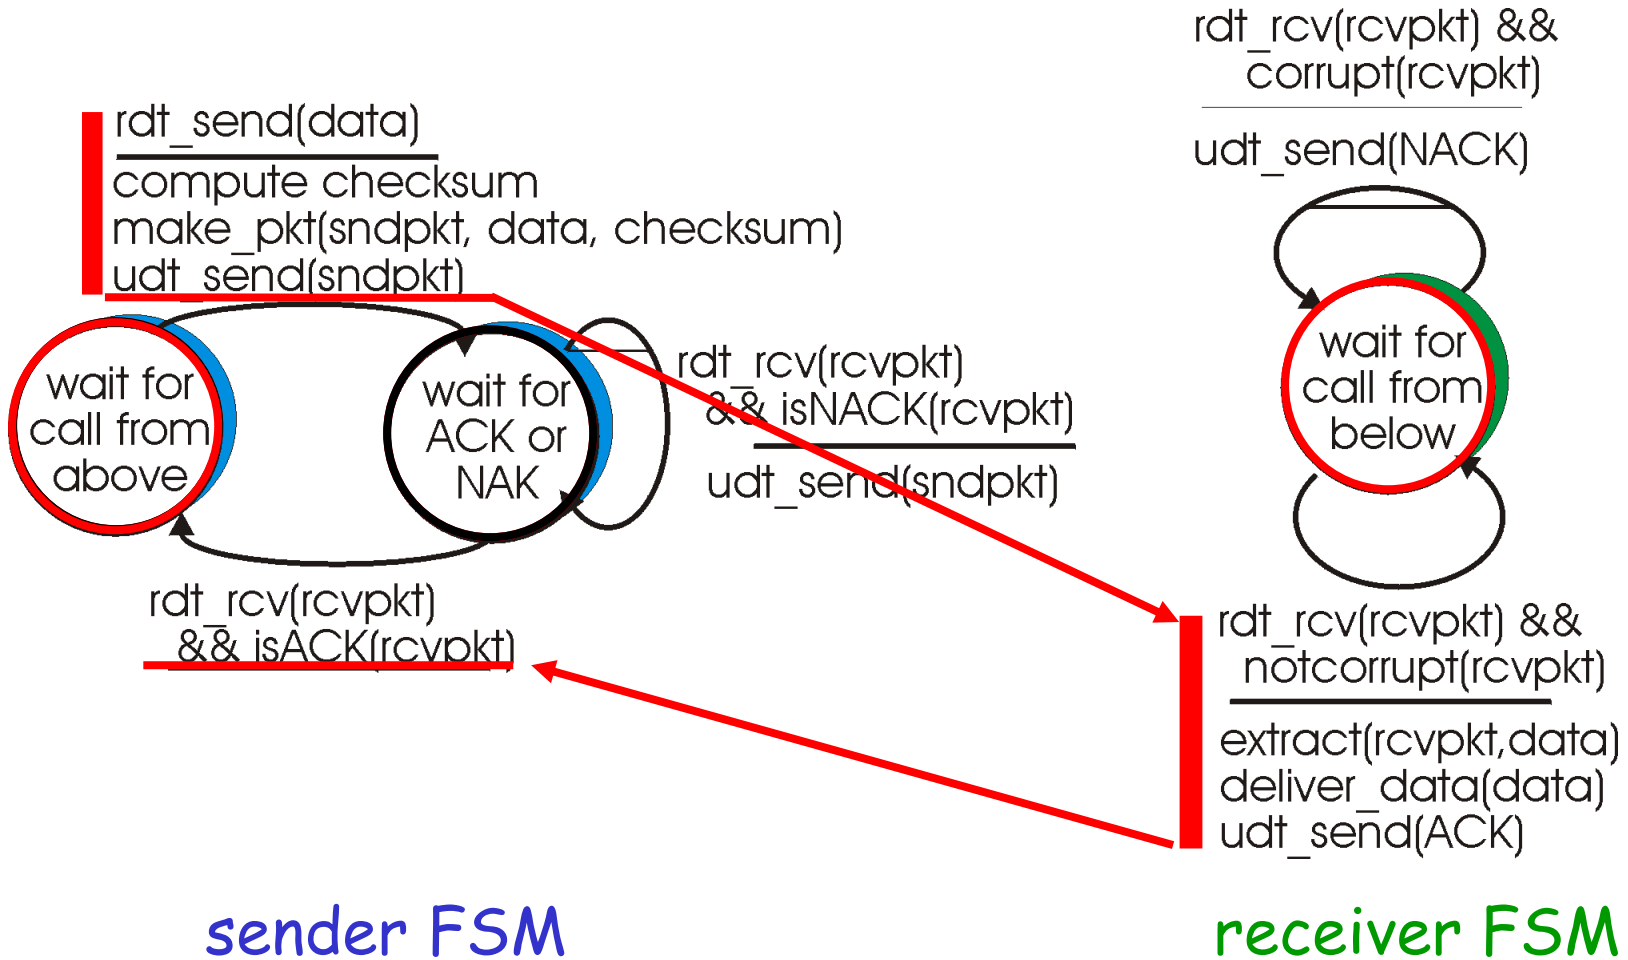 rdt_send(data)
compute checksum
make_pkt(sndpkt, data, checksum)
udt_send(sndpkt)
wait for
call from
above
wait for
ACK or
NAK
rdt_rcv(rcvpkt)
&& isNACK(rcvpkt)
udt_send(sndpkt)
rdt_rcv(rcvpkt)
&& isACK(rcvpkt)
sender FSM
rdt_rcv(rcvpkt) &&
corrupt(rcvpkt)
udt_send(NACK)
wait for
call from
below
rdt_rcv(rcvpkt) &&
notcorrupt(rcvpkt)
extract(rcvpkt,data)
deliver_data(data)
udt_send(ACK)
receiver FSM